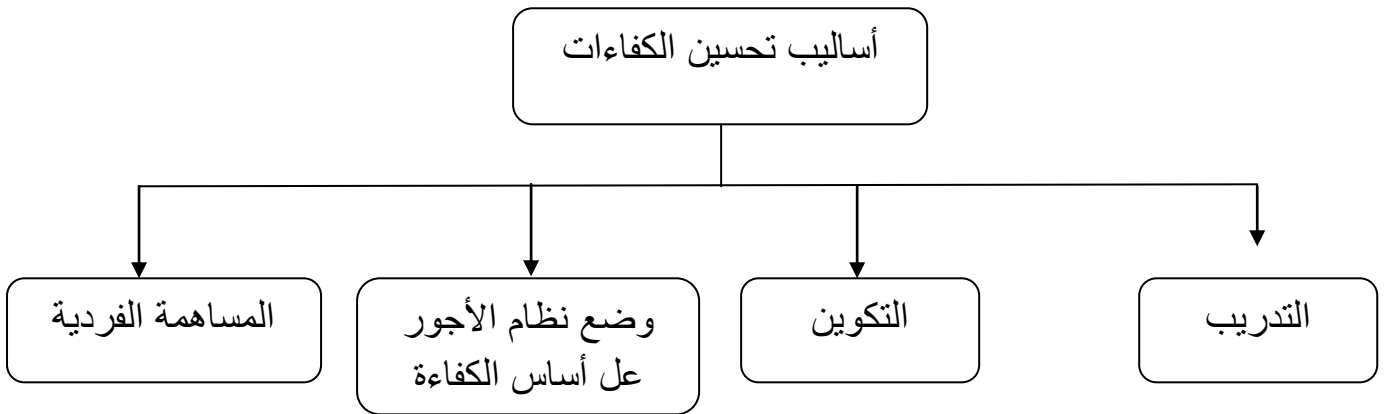 أساليب تحسين الكفاءات
التدريب
التكوين
وضع نظام الأجور
عل أساس الكفاءة
المساهمة الفردية